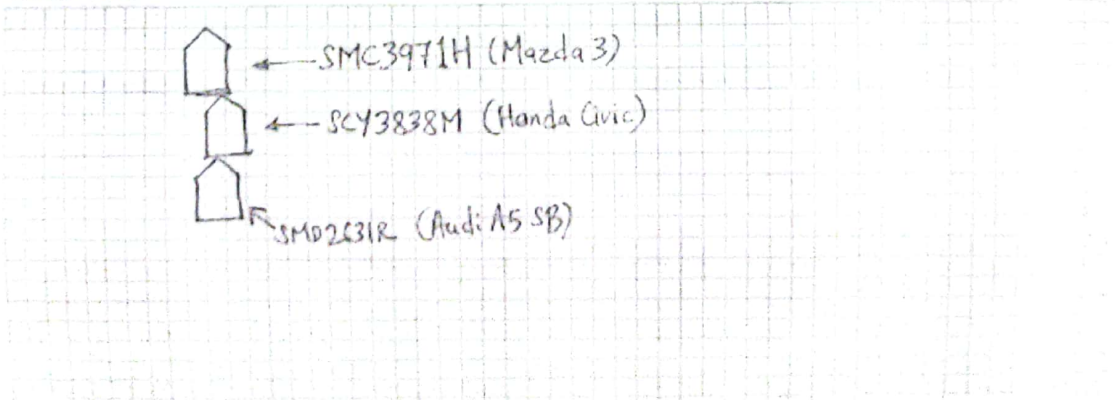 SMC3971H (Mazda 3)
SCY3838M (Honda Civic)
SMD2631R (Audi A5 SB)